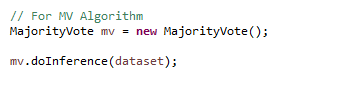 // For MV Algorithm
MajorityVote mv = new MajorityVote();
mv.doInference(dataset);